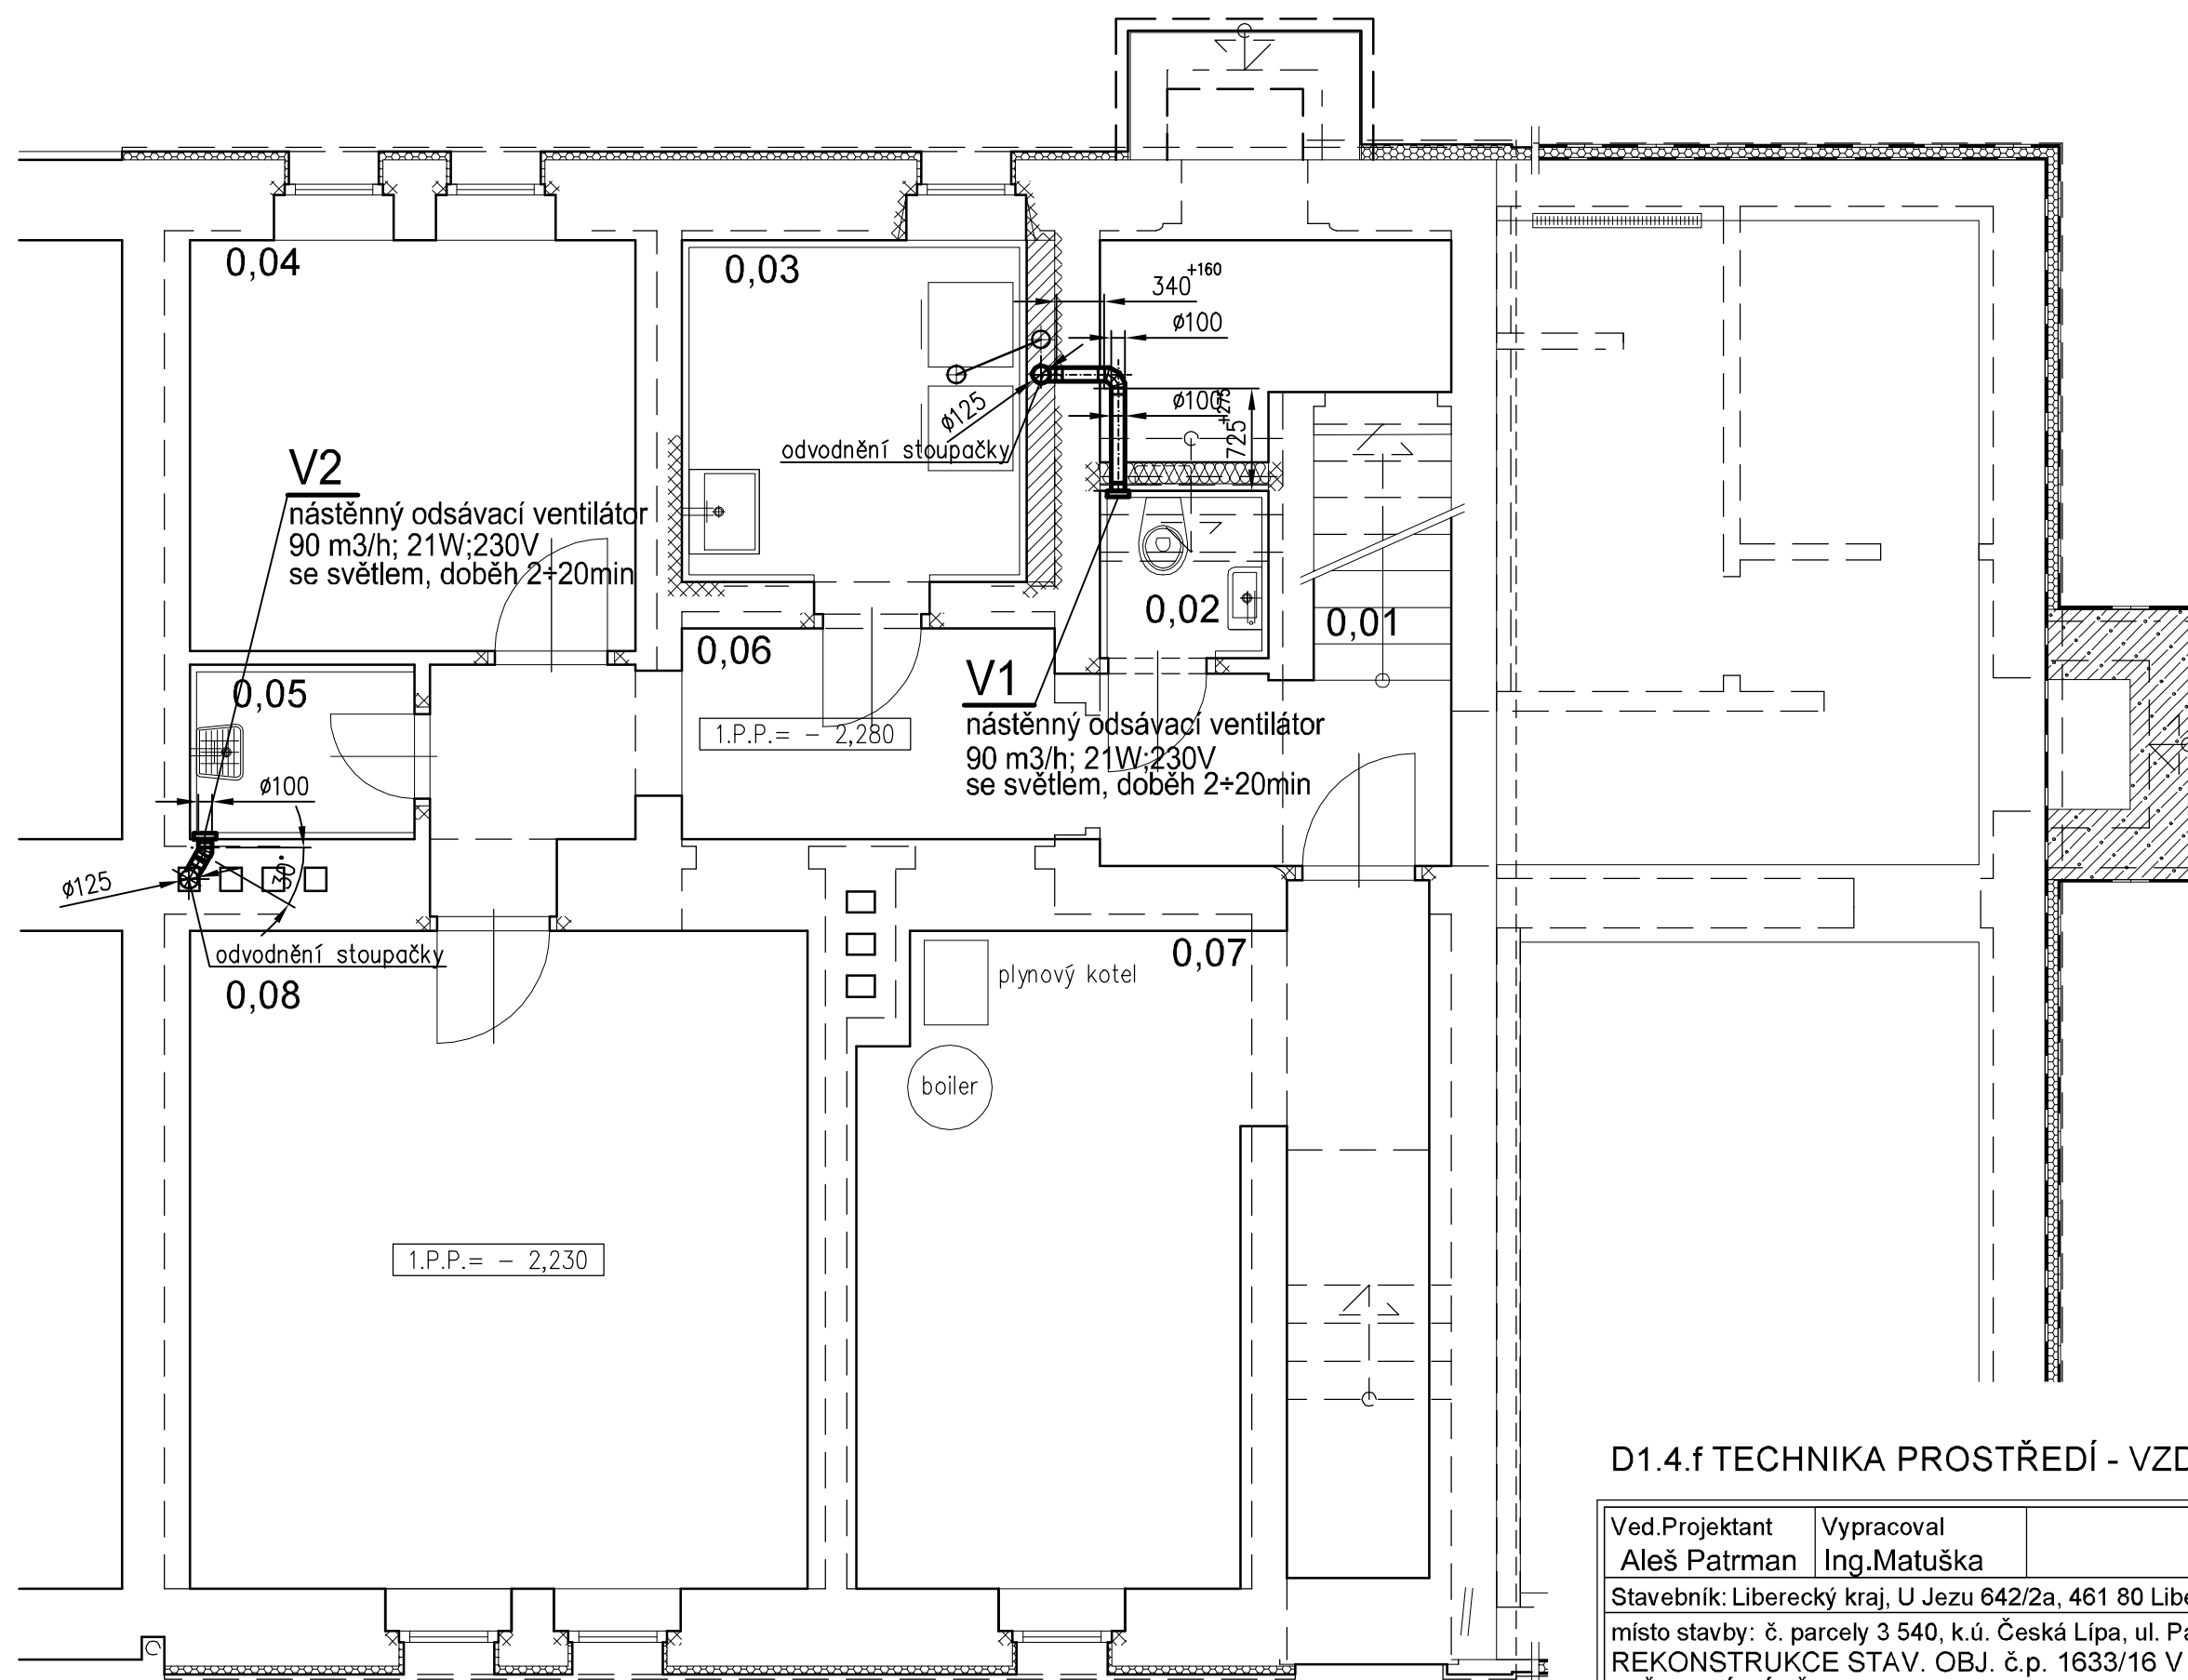 0,04
0,03
340
+160
ø100
ø125
ø100
725
+275
odvodnění stoupačky
V2
nástěnný odsávací ventilátor
90 m3/h; 21W;230V
se světlem, doběh 2÷20min
0,02
0,01
0,06
0,05
V1
nástěnný odsávací ventilátor
90 m3/h; 21W;230V
se světlem, doběh 2÷20min
1.P.P.= - 2,280
ø100
30°
ø125
odvodnění stoupačky
0,08
0,07
plynový kotel
boiler
1.P.P.= - 2,230
D1.4.f TECHNIKA PROSTŘEDÍ - VZD
Ved.Projektant
Vypracoval
Aleš Patrman
Ing.Matuška
Stavebník: Liberecký kraj, U Jezu 642/2a, 461 80 Libe
místo stavby: č. parcely 3 540, k.ú. Česká Lípa, ul. Pa
REKONSTRUKCE STAV. OBJ. č.p. 1633/16 V